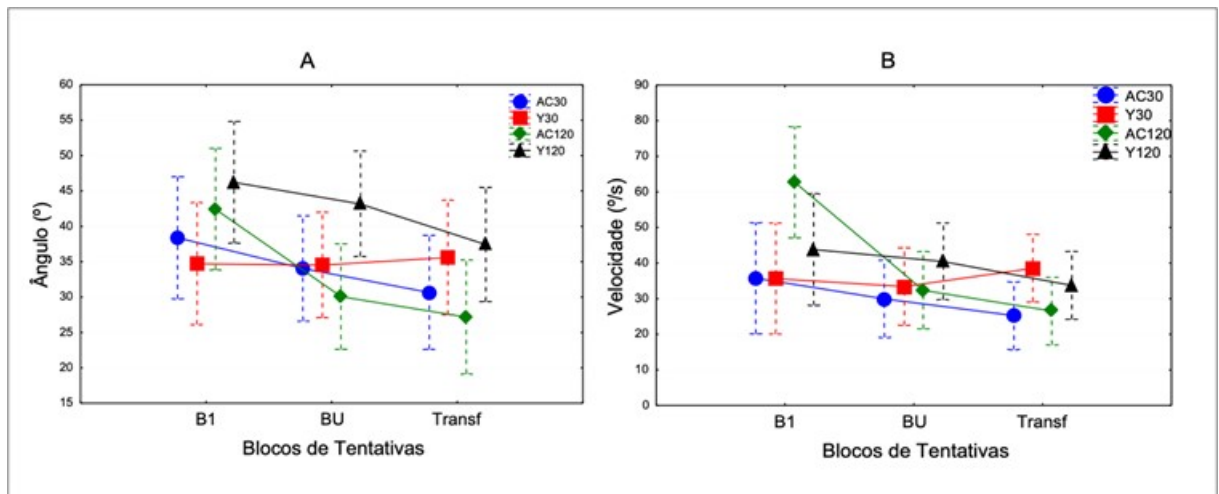 A
Ângulo (º)
60
55
50
45
40
35
30
25
20
15
AC30
Y30
AC120
Y120
B1
BU
Transf
Blocos de Tentativas
B
Velocidade (º/s)
90
80
70
60
50
40
30
20
10
0
AC30
Y30
AC120
Y120
B1
BU
Transf
Blocos de Tentativas